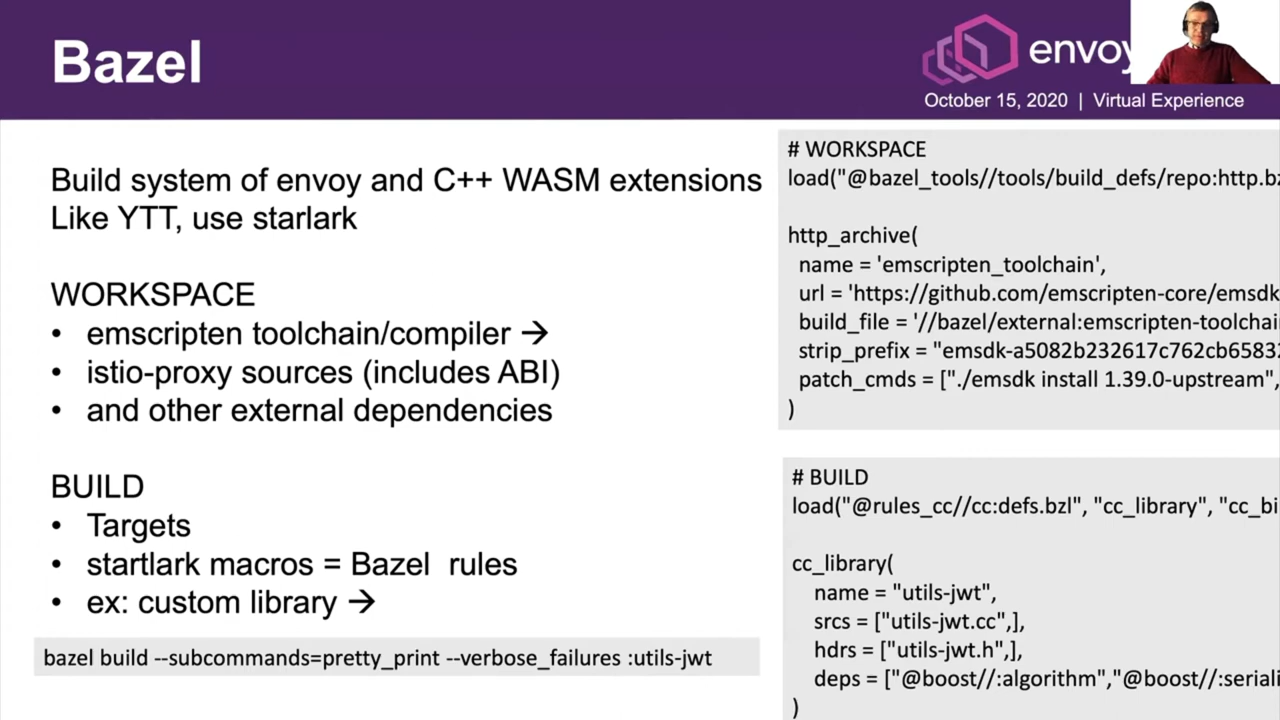 Bazel
envoy
October 15, 2020 | Virtual Experience
Build system of envoy and C++ WASM extensions
Like YTT, use starlark
WORKSPACE
• emscripten toolchain/compiler →
• istio-proxy sources (includes ABI)
• and other external dependencies
BUILD
• Targets
• startlark macros = Bazel rules
• ex: custom library →
bazel build --subcommands=pretty_print --verbose_failures :utils-jwt
# WORKSPACE
load("@bazel_tools//tools/build_defs/repo:http.bz
http_archive(
name = 'emscripten_toolchain',
url = 'https://github.com/emscripten-core/emsdk
build_file = '//bazel/external:emscripten-toolchai
strip_prefix = "emsdk-a5082b232617c762cb65832
patch_cmds = ["./emsdk install 1.39.0-upstream",
)
# BUILD
load("@rules_cc//cc:defs.bzl", "cc_library", "cc_bi
cc_library(
name = "utils-jwt",
srcs = ["utils-jwt.cc",],
hdrs = ["utils-jwt.h",],
deps = ["@boost//:algorithm","@boost//:seriali
)